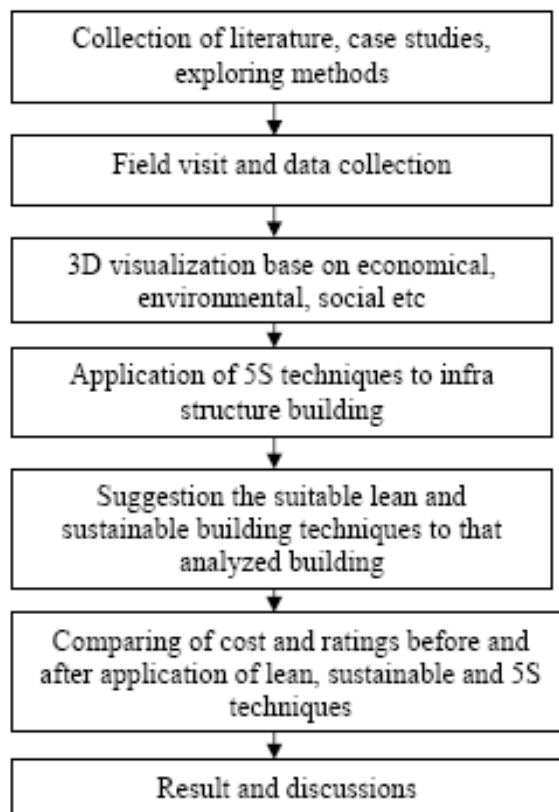 Collection of literature, case studies,
exploring methods
Field visit and data collection
3D visualization base on economical,
environmental, social etc
Application of 5S techniques to infra
structure building
Suggestion the suitable lean and
sustainable building techniques to that
analyzed building
Comparing of cost and ratings before and
after application of lean, sustainable and 5S
techniques
Result and discussions